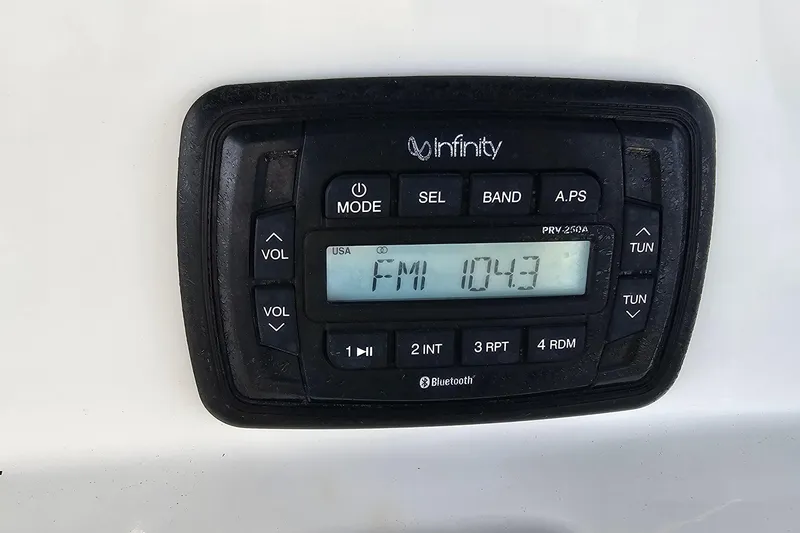 Infinity
MODE SEL BAND A.PS
PRV-250A
VOL USA TUN
FM1 104.3
VOL TUN
1 2 INT 3 RPT 4 RDM
Bluetooth